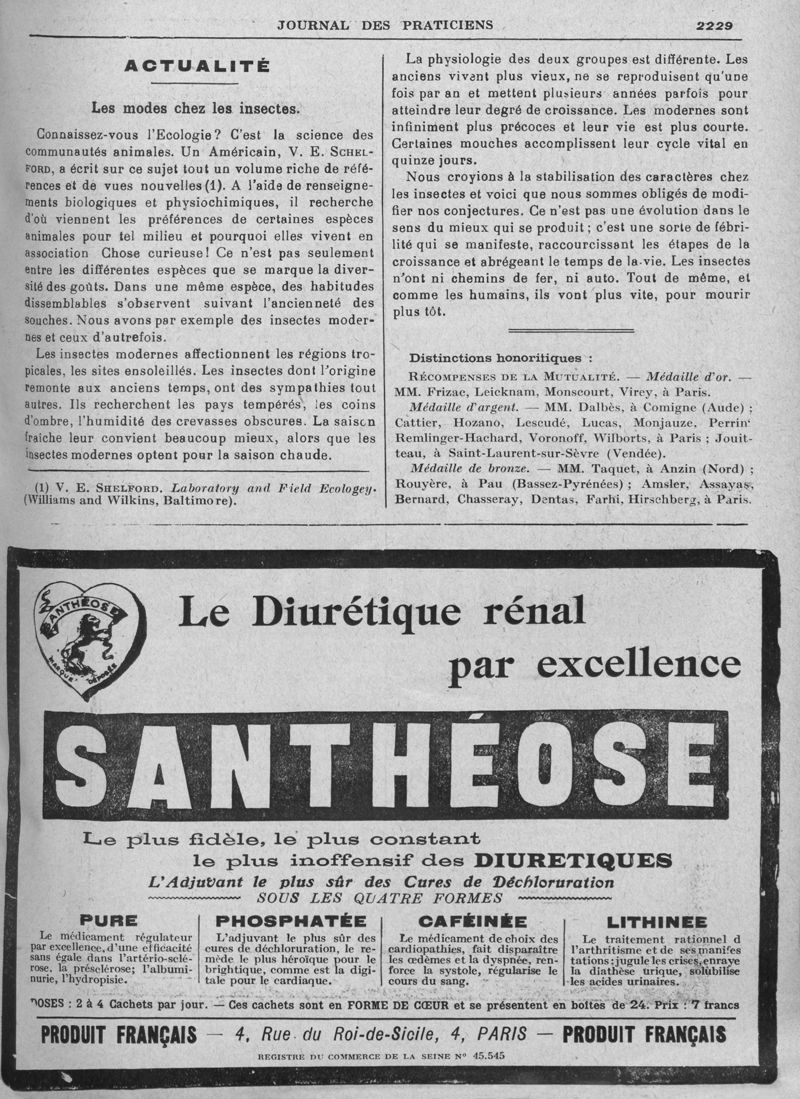 JOURNAL DES PRATICIENS 2229
ACTUALITÉ
Les modes chez les insectes.
Connaissez-vous l'Ecologie? C'est la science des
communautés animales. Un Américain, V. E. SCHEL-
FORD, a écrit sur ce sujet tout un volume riche de réfé-
rences et de vues nouvelles (1). A l'aide de renseigne-
ments biologiques et physiochimiques, il recherche
d'où viennent les préférences de certaines espèces
animales pour tel milieu et pourquoi elles vivent en
association Chose curieuse! Ce n'est pas seulement
entre les différentes espèces que se marque la diver-
sité des goûts. Dans une même espèce, des habitudes
dissemblables s'observent suivant l'ancienneté des
souches. Nous avons par exemple des insectes moder-
nes et ceux d'autrefois.
Les insectes modernes affectionnent les régions tro-
picales, les sites ensoleillés. Les insectes dont l'origine
remonte aux anciens temps, ont des sympathies tout
autres. Ils recherchent les pays tempérés, les coins
d'ombre, l'humidité des crevasses obscures. La saison
fraîche leur convient beaucoup mieux, alors que les
insectes modernes optent pour la saison chaude.
(1) V. E. SHELFORD. Laboratory and Field Ecologey.
(Williams and Wilkins, Baltimore).
La physiologie des deux groupes est différente. Les
anciens vivant plus vieux, ne se reproduisent qu'une
fois par an et mettent plusieurs années parfois pour
atteindre leur degré de croissance. Les modernes sont
infiniment plus précoces et leur vie est plus courte.
Certaines mouches accomplissent leur cycle vital en
quinze jours.
Nous croyions à la stabilisation des caractères chez
les insectes et voici que nous sommes obligés de modi-
fier nos conjectures. Ce n'est pas une évolution dans le
sens du mieux qui se produit ; c'est une sorte de fébri-
lité qui se manifeste, raccourcissant les étapes de la
croissance et abrégeant le temps de la vie. Les insectes
n'ont ni chemins de fer, ni auto. Tout de même, et
comme les humains, ils vont plus vite, pour mourir
plus tôt.
Distinctions honoritiques :
RÉCOMPENSES DE LA MUTUALITÉ. — Médaille d'or. —
MM. Frizac, Leicknam, Monscourt, Virey, à Paris.
Médaille d'argent. — MM. Dalbès, à Comigne (Aude) ;
Cattier, Hozano, Lescudé, Lucas, Monjauze, Perrin'
Remlinger-Hachard, Voronoff, Wilborts, à Paris ; Jouit-
teau, à Saint-Laurent-sur-Sèvre (Vendée).
Médaille de bronze. — MM. Taquet, à Anzin (Nord) ;
Rouyère, à Pau (Bassez-Pyrénées) ; Amsler, Assayas,
Bernard, Chasseray, Dentas, Farhi, Hirschberg, à Paris.
SANTHÉOSE
MARQUE DÉPOSÉE
Le Diurétique rénal
par excellence
SANTHÉOSE
Le plus fidèle, le plus constant
le plus inoffensif des DIURETIQUES
L'Adjuvant le plus sûr des Cures de Déchloruration
SOUS LES QUATRE FORMES
PURE
Le médicament régulateur
par excellence, d'une efficacité
sans égale dans l'artério-sclé-
rose, la présclérose; l'albumi-
nurie, l'hydropisie.
PHOSPHATÉE
L'adjuvant le plus sûr des
cures de déchloruration, le re-
mède le plus héroïque pour le
brightique, comme est la digi-
tale pour le cardiaque.
CAFÉINÉE
Le médicament de choix des
cardiopathies, fait disparaître
les œdèmes et la dyspnée, ren-
force la systole, régularise le
cours du sang.
LITHINEE
Le traitement rationnel d
l'arthritisme et de ses manifes
tations; jugule les crises, enraye
la diathèse urique, solubilise
les acides urinaires.
DOSES : 2 à 4 Cachets par jour. — Ces cachets sont en FORME DE CŒUR et se présentent en boîtes de 24. Prix : 7 francs
PRODUIT FRANÇAIS — 4, Rue du Roi-de-Sicile, 4, PARIS — PRODUIT FRANÇAIS
REGISTRE DU COMMERCE DE LA SEINE N° 45.545